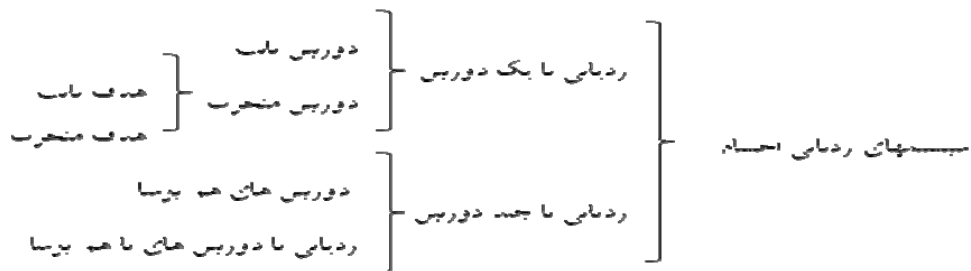 سیستمهای ردیابی اجسام
ردیابی با یک دوربین
دوربین ثابت
دوربین متحرک
هدف ثابت
هدف متحرک
ردیابی با چند دوربین
دوربین های هم پوشا
ردیابی با دوربین های نا هم پوشا